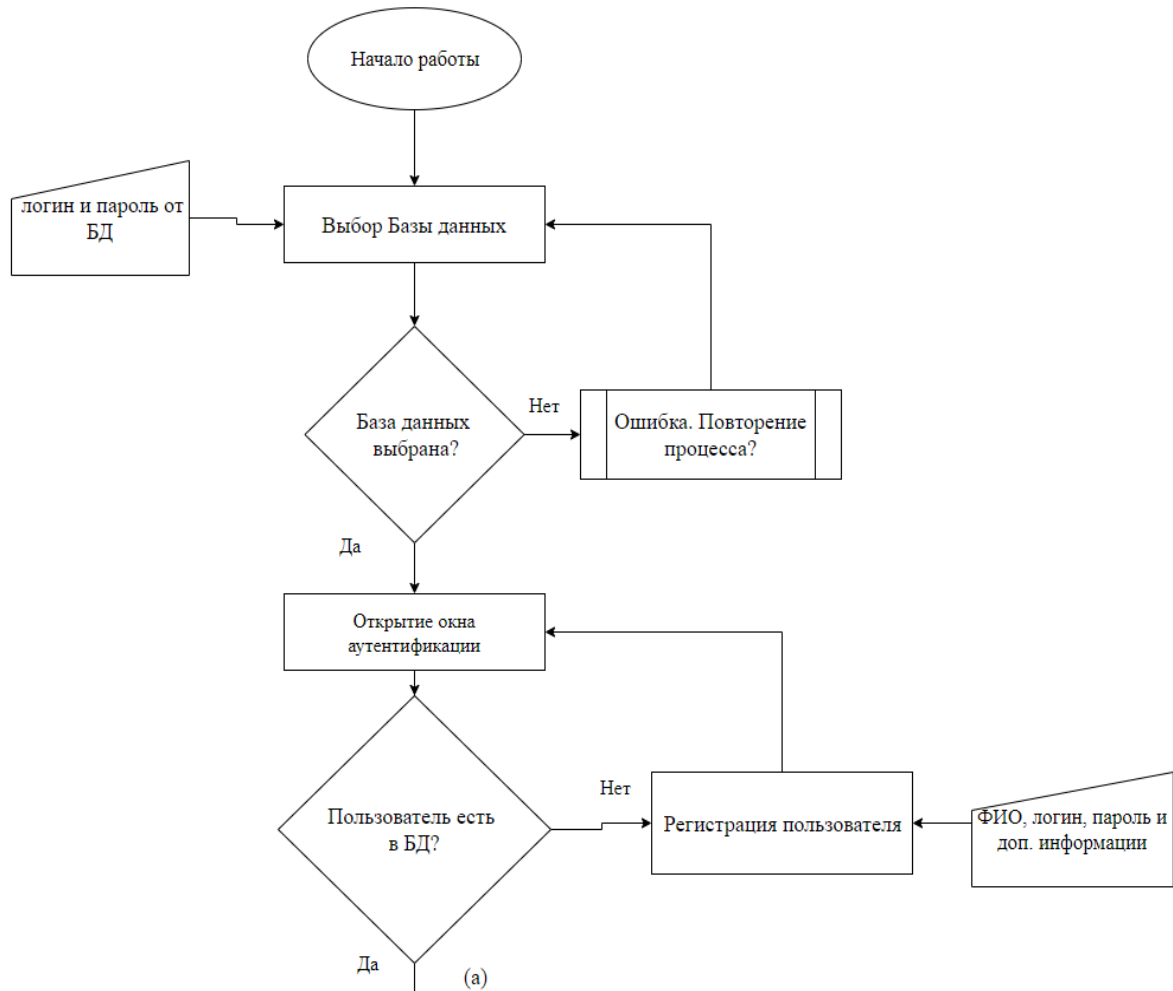 Начало работы
логин и пароль от
БД
Выбор Базы данных
База данных
выбрана?
Нет
Ошибка. Повторение
процесса?
Да
Открытие окна
аутентификации
Пользователь есть
в БД?
Нет
Регистрация пользователя
ФИО, логин, пароль и
доп. информации
Да
(а)